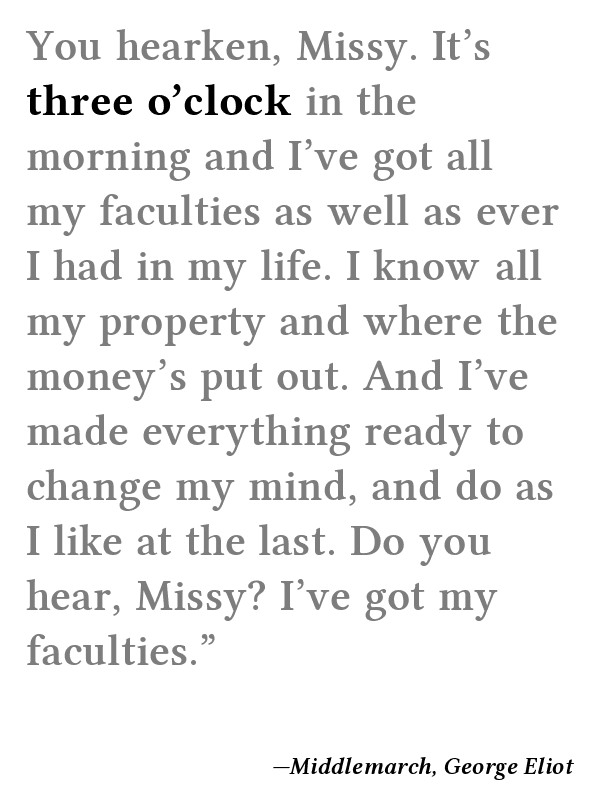 You hearken, Missy. It’s
three o’clock in the
morning and I’ve got all
my faculties as well as ever
I had in my life. I know all
my property and where the
money’s put out. And I’ve
made everything ready to
change my mind, and do as
I like at the last. Do you
hear, Missy? I’ve got my
faculties.”
—Middlemarch, George Eliot